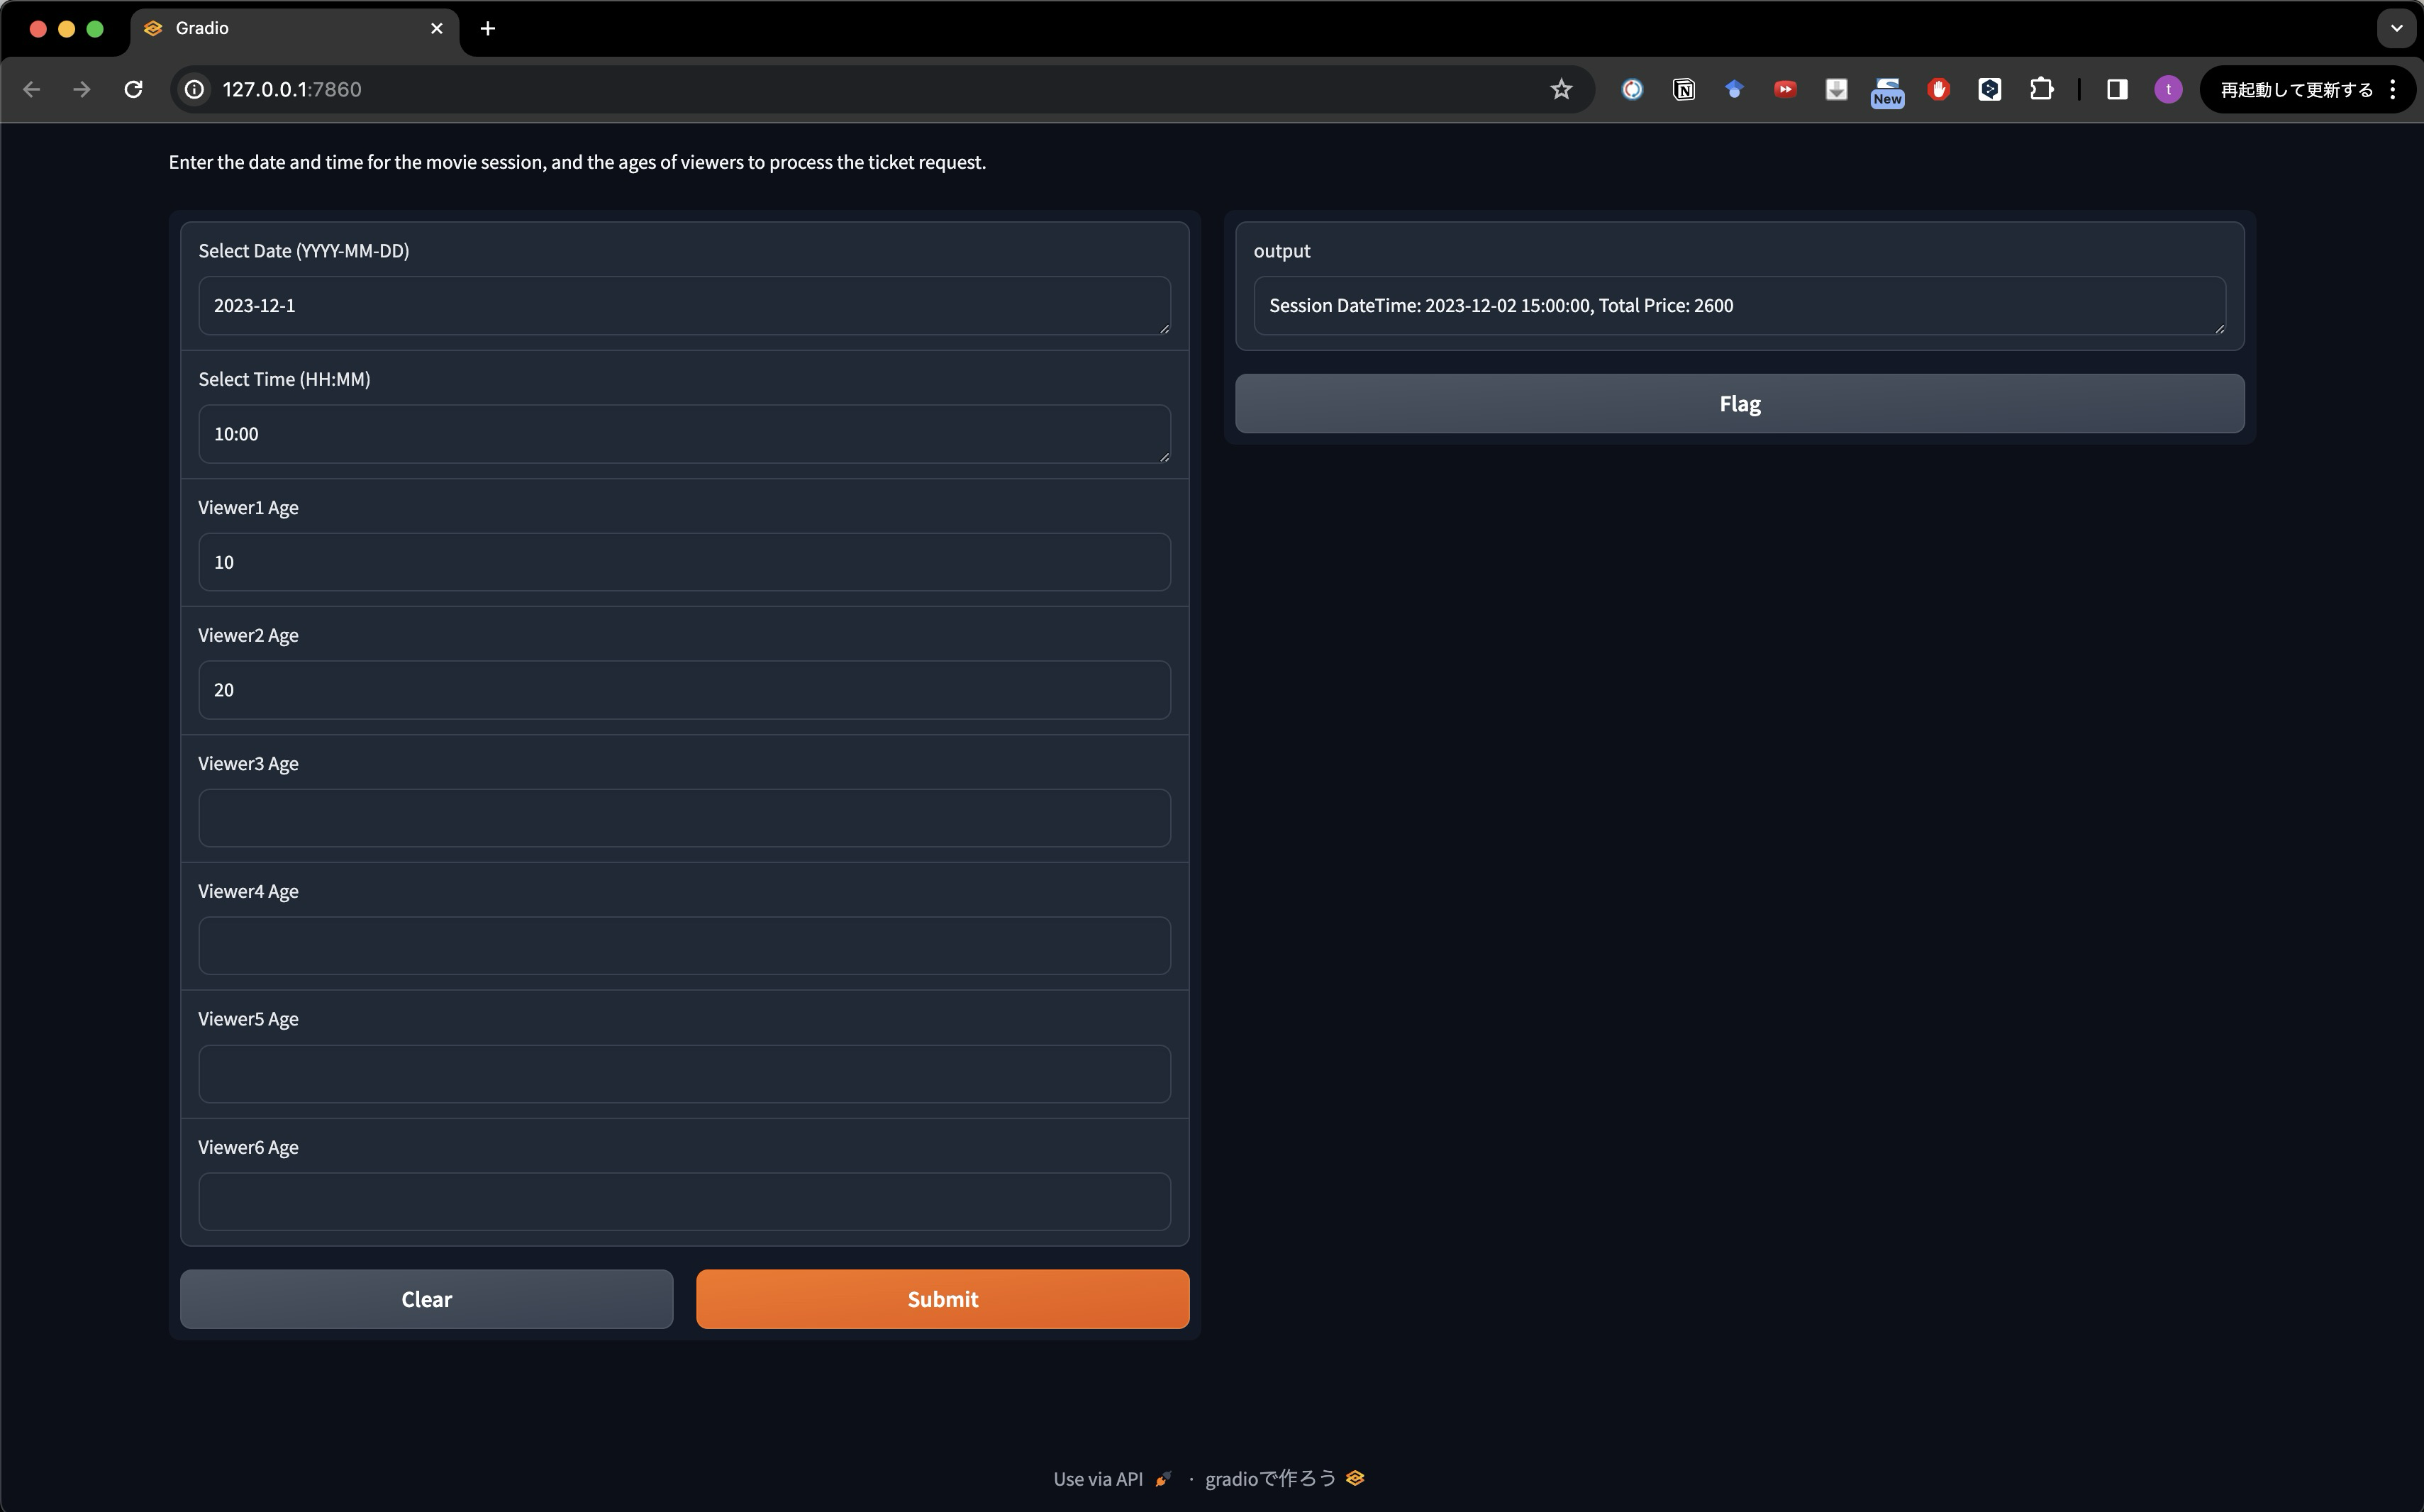 Gradio
127.0.0.1:7860
New
t
再起動して更新する
Enter the date and time for the movie session, and the ages of viewers to process the ticket request.
Select Date (YYYY-MM-DD)
2023-12-1
Select Time (HH:MM)
10:00
Viewer1 Age
10
Viewer2 Age
20
Viewer3 Age
Viewer4 Age
Viewer5 Age
Viewer6 Age
Clear
Submit
output
Session DateTime: 2023-12-02 15:00:00, Total Price: 2600
Flag
Use via API · gradioで作ろう